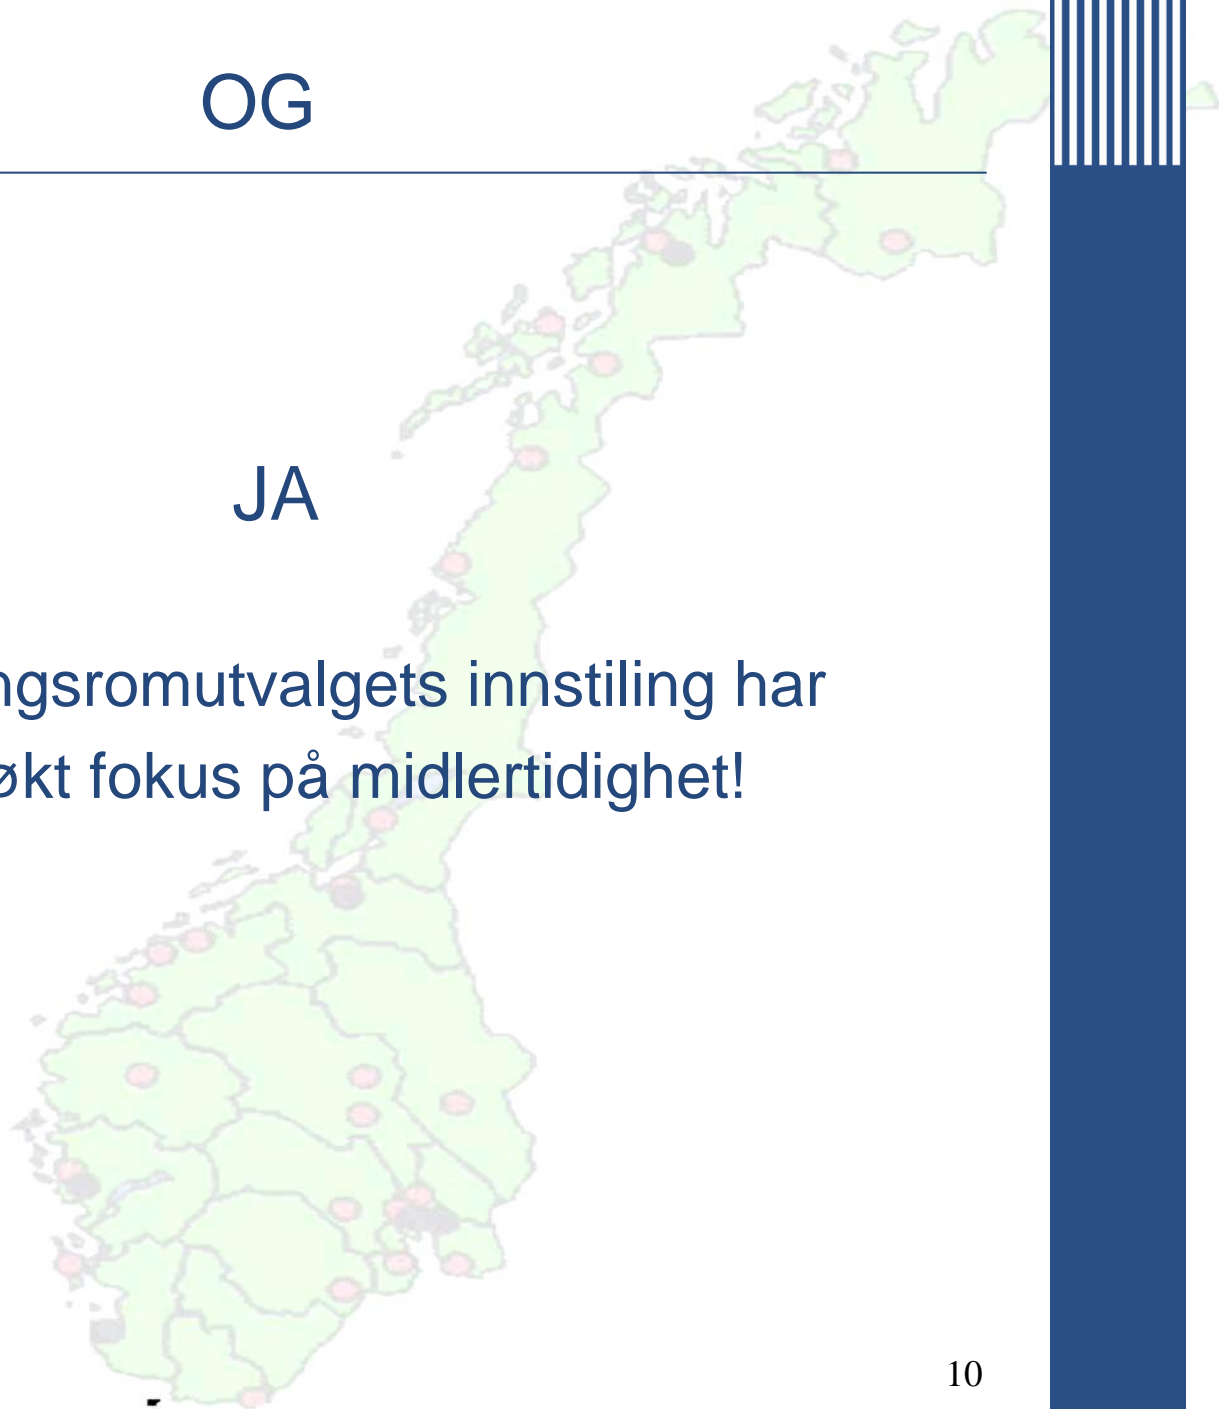 OG
JA
ngsromutvalgets innstiling har
økt fokus på midlertidighet!
10